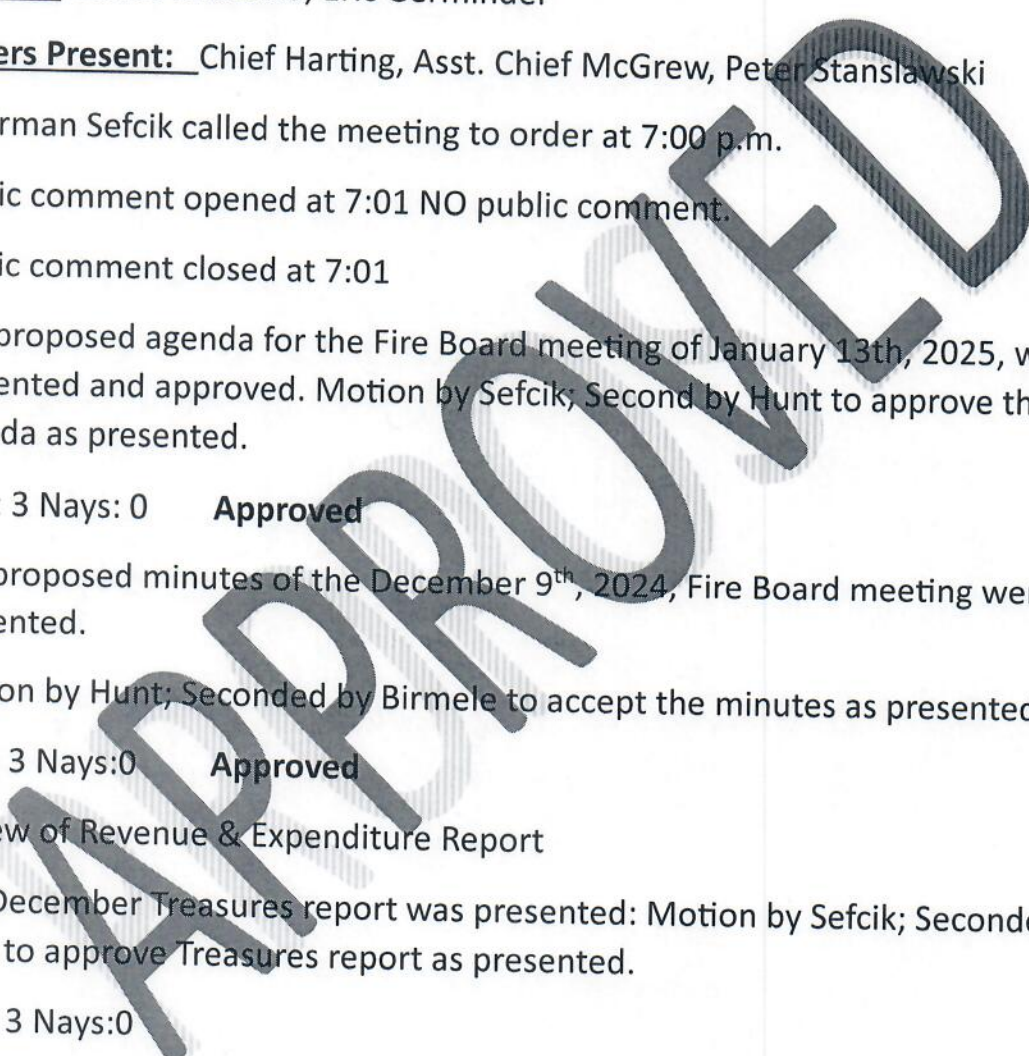 ers Present: Chief Harting, Asst. Chief McGrew, Peter Stanslawski
rman Sefcik called the meeting to order at 7:00 p.m.
ic comment opened at 7:01 NO public comment.
ic comment closed at 7:01
proposed agenda for the Fire Board meeting of January 13th, 2025, w
ented and approved. Motion by Sefcik; Second by Hunt to approve th
da as presented.
: 3 Nays: 0 Approved
proposed minutes of the December 9th, 2024, Fire Board meeting wer
ented.
on by Hunt; Seconded by Birmele to accept the minutes as presented
3 Nays:0 Approved
ew of Revenue & Expenditure Report
December Treasures report was presented: Motion by Sefcik; Seconde
to approve Treasures report as presented.
3 Nays:0
APPROVED